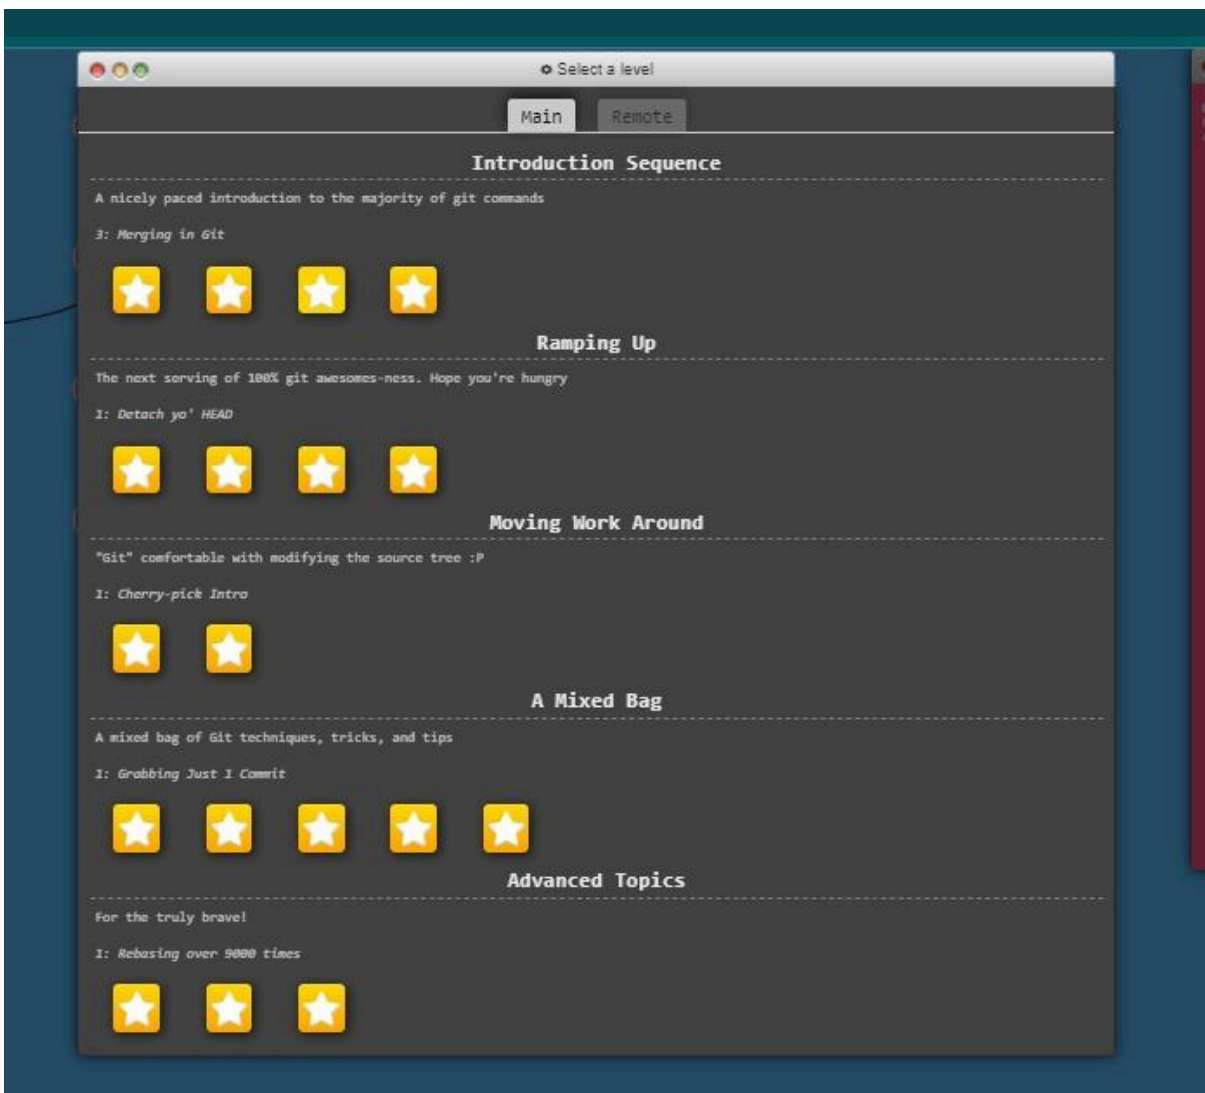 Select a level
Main Remote
Introduction Sequence
A nicely paced introduction to the majority of git commands
3: Merging in Git
Ramping Up
The next serving of 100% git awesomes-ness. Hope you're hungry
1: Detach yo' HEAD
Moving Work Around
"Git" comfortable with modifying the source tree :P
1: Cherry-pick Intro
A Mixed Bag
A mixed bag of Git techniques, tricks, and tips
1: Grabbing Just 1 Commit
Advanced Topics
For the truly brave!
1: Rebasing over 9000 times